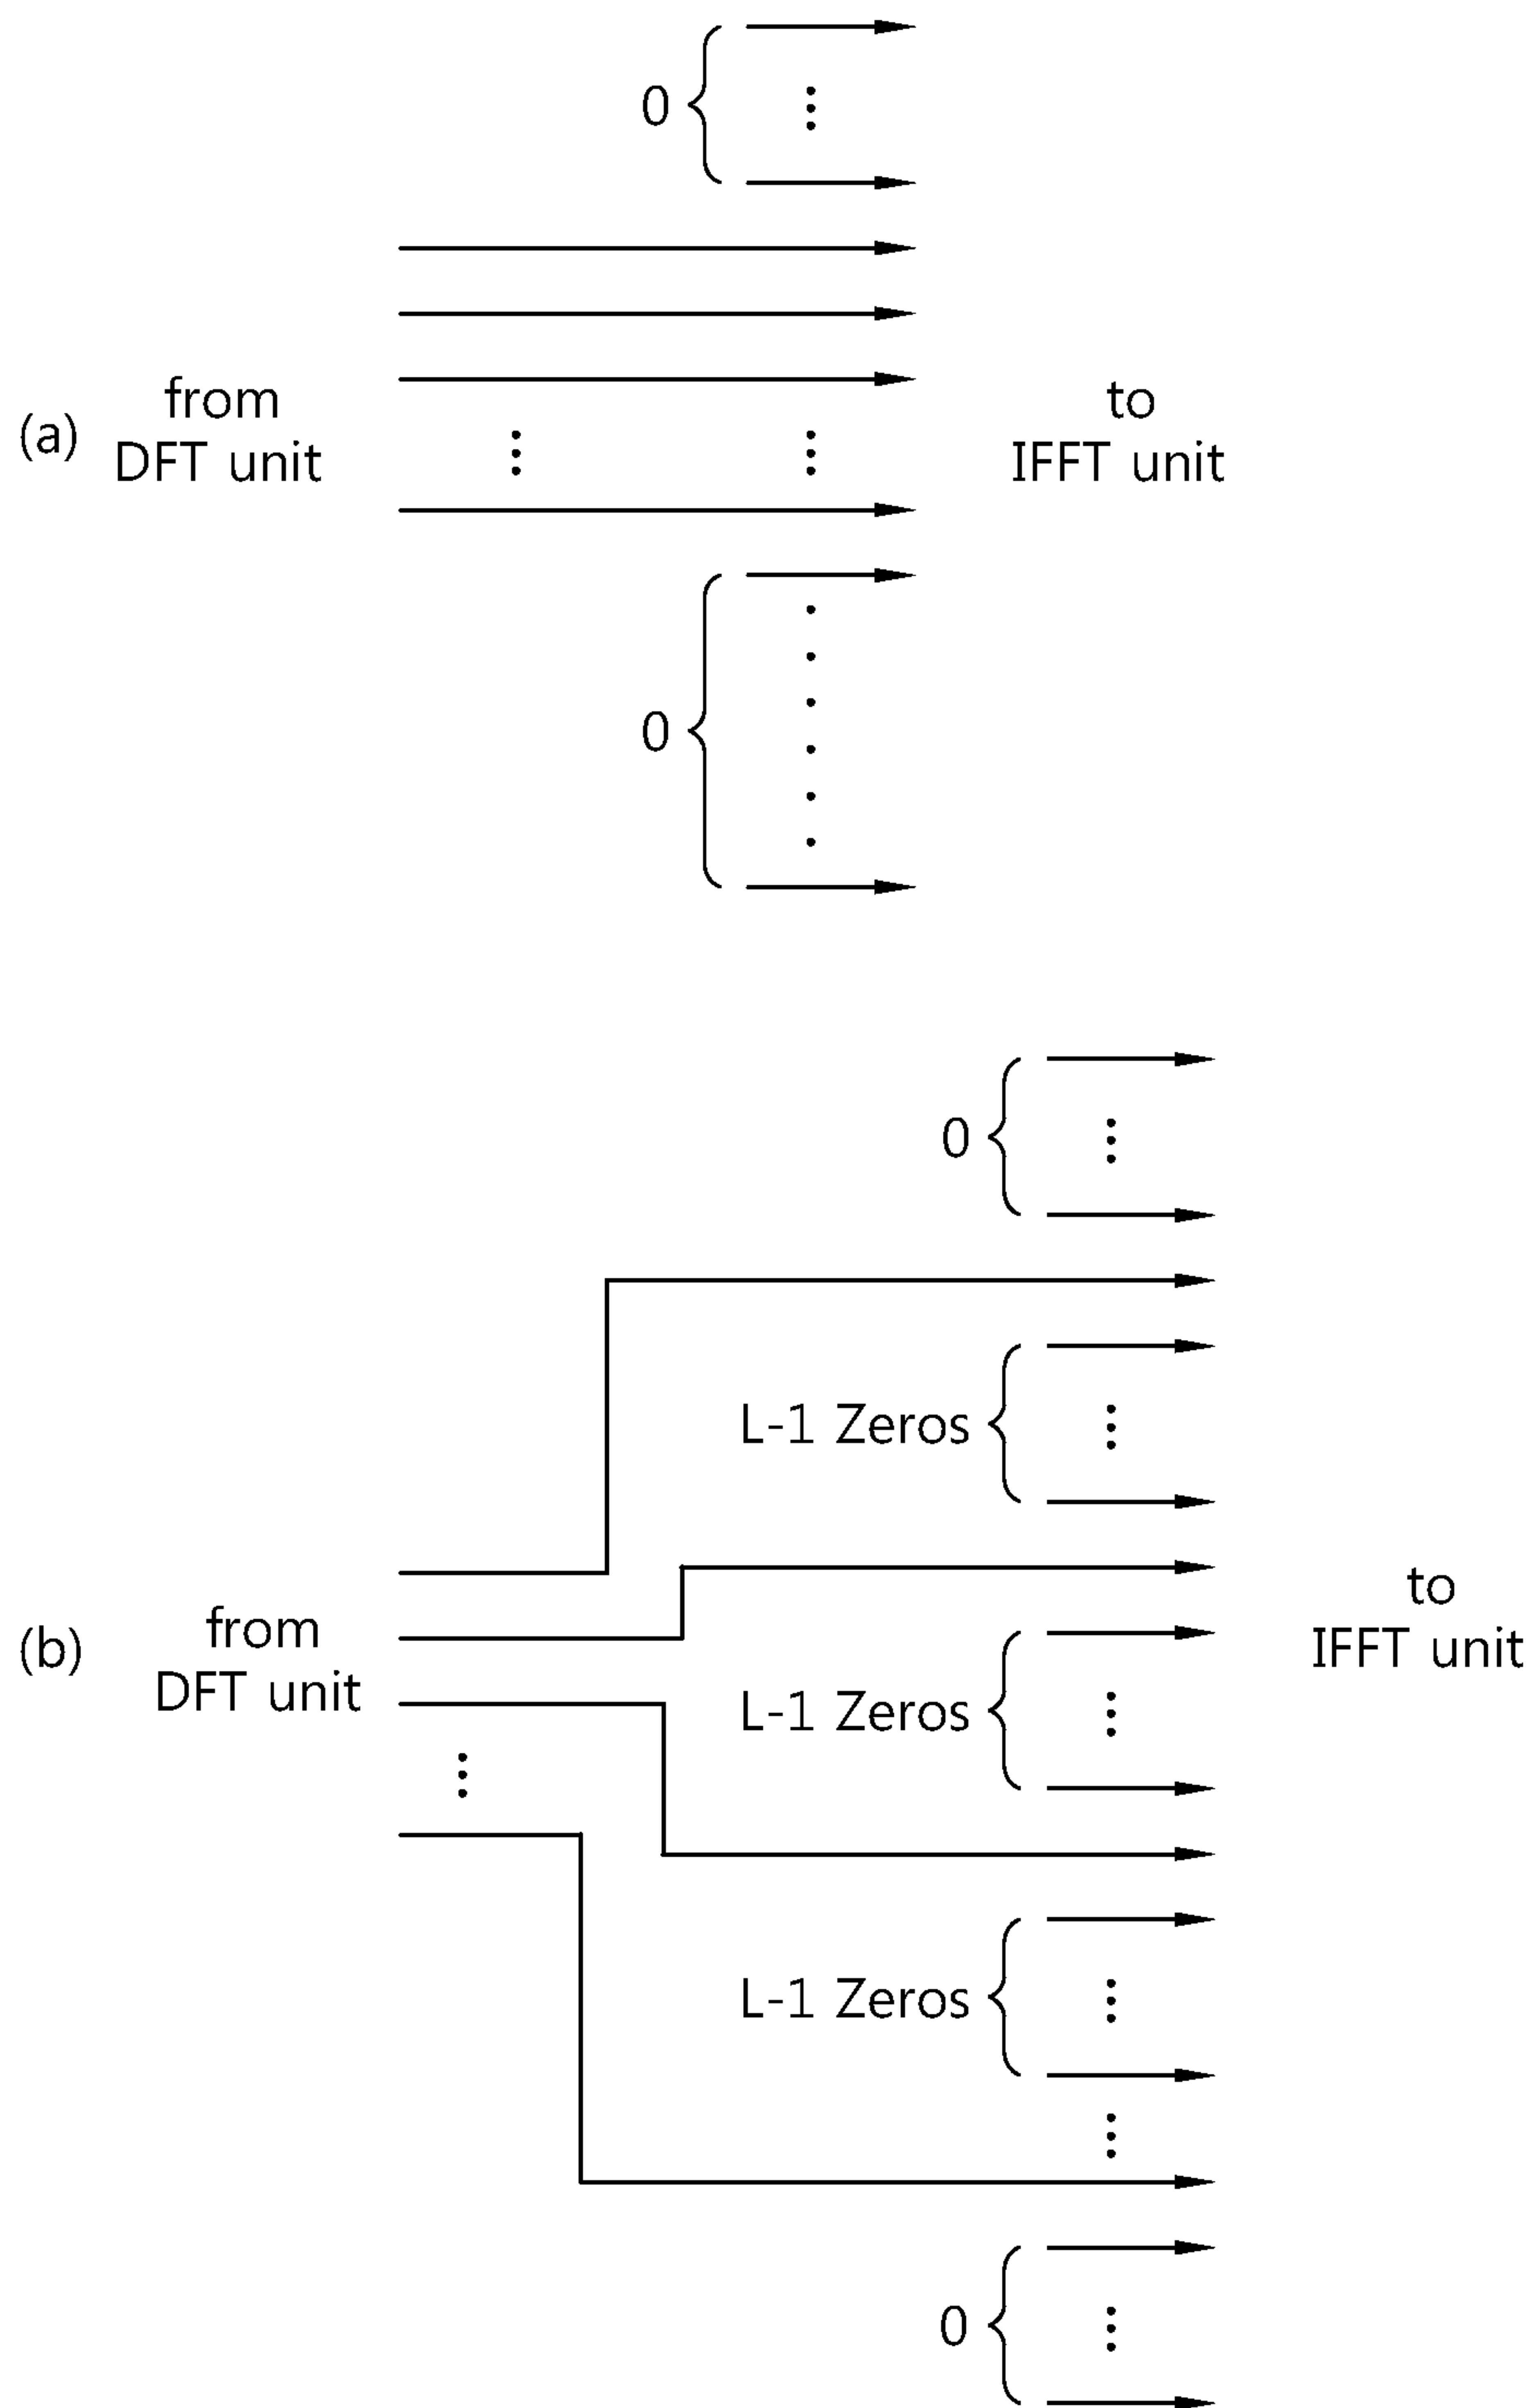 0
(a)
from
DFT unit
to
IFFT unit
0
0
L-1 Zeros
(b)
from
DFT unit
to
IFFT unit
L-1 Zeros
L-1 Zeros
0